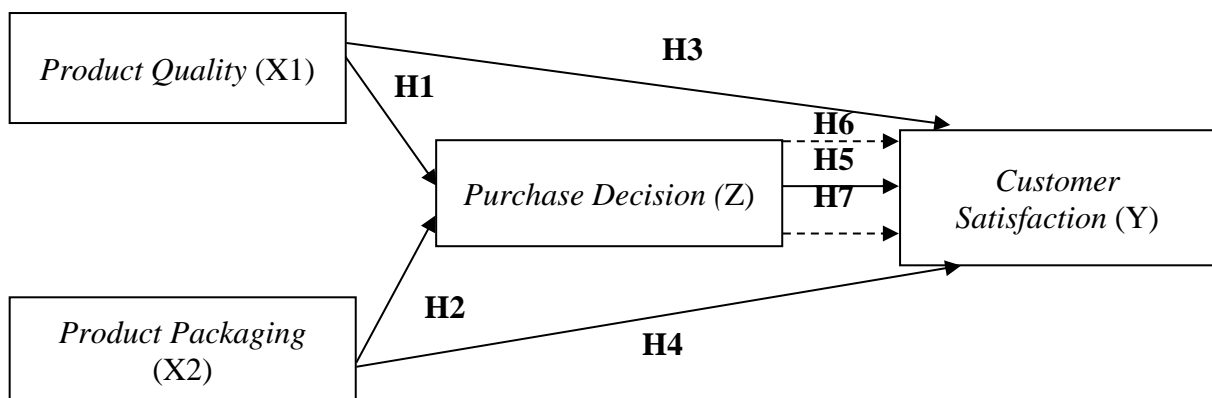 Product Quality (X1)
H3
H1
H6
H5
H7
Purchase Decision (Z)
Customer
Satisfaction (Y)
H2
H4
Product Packaging
(X2)